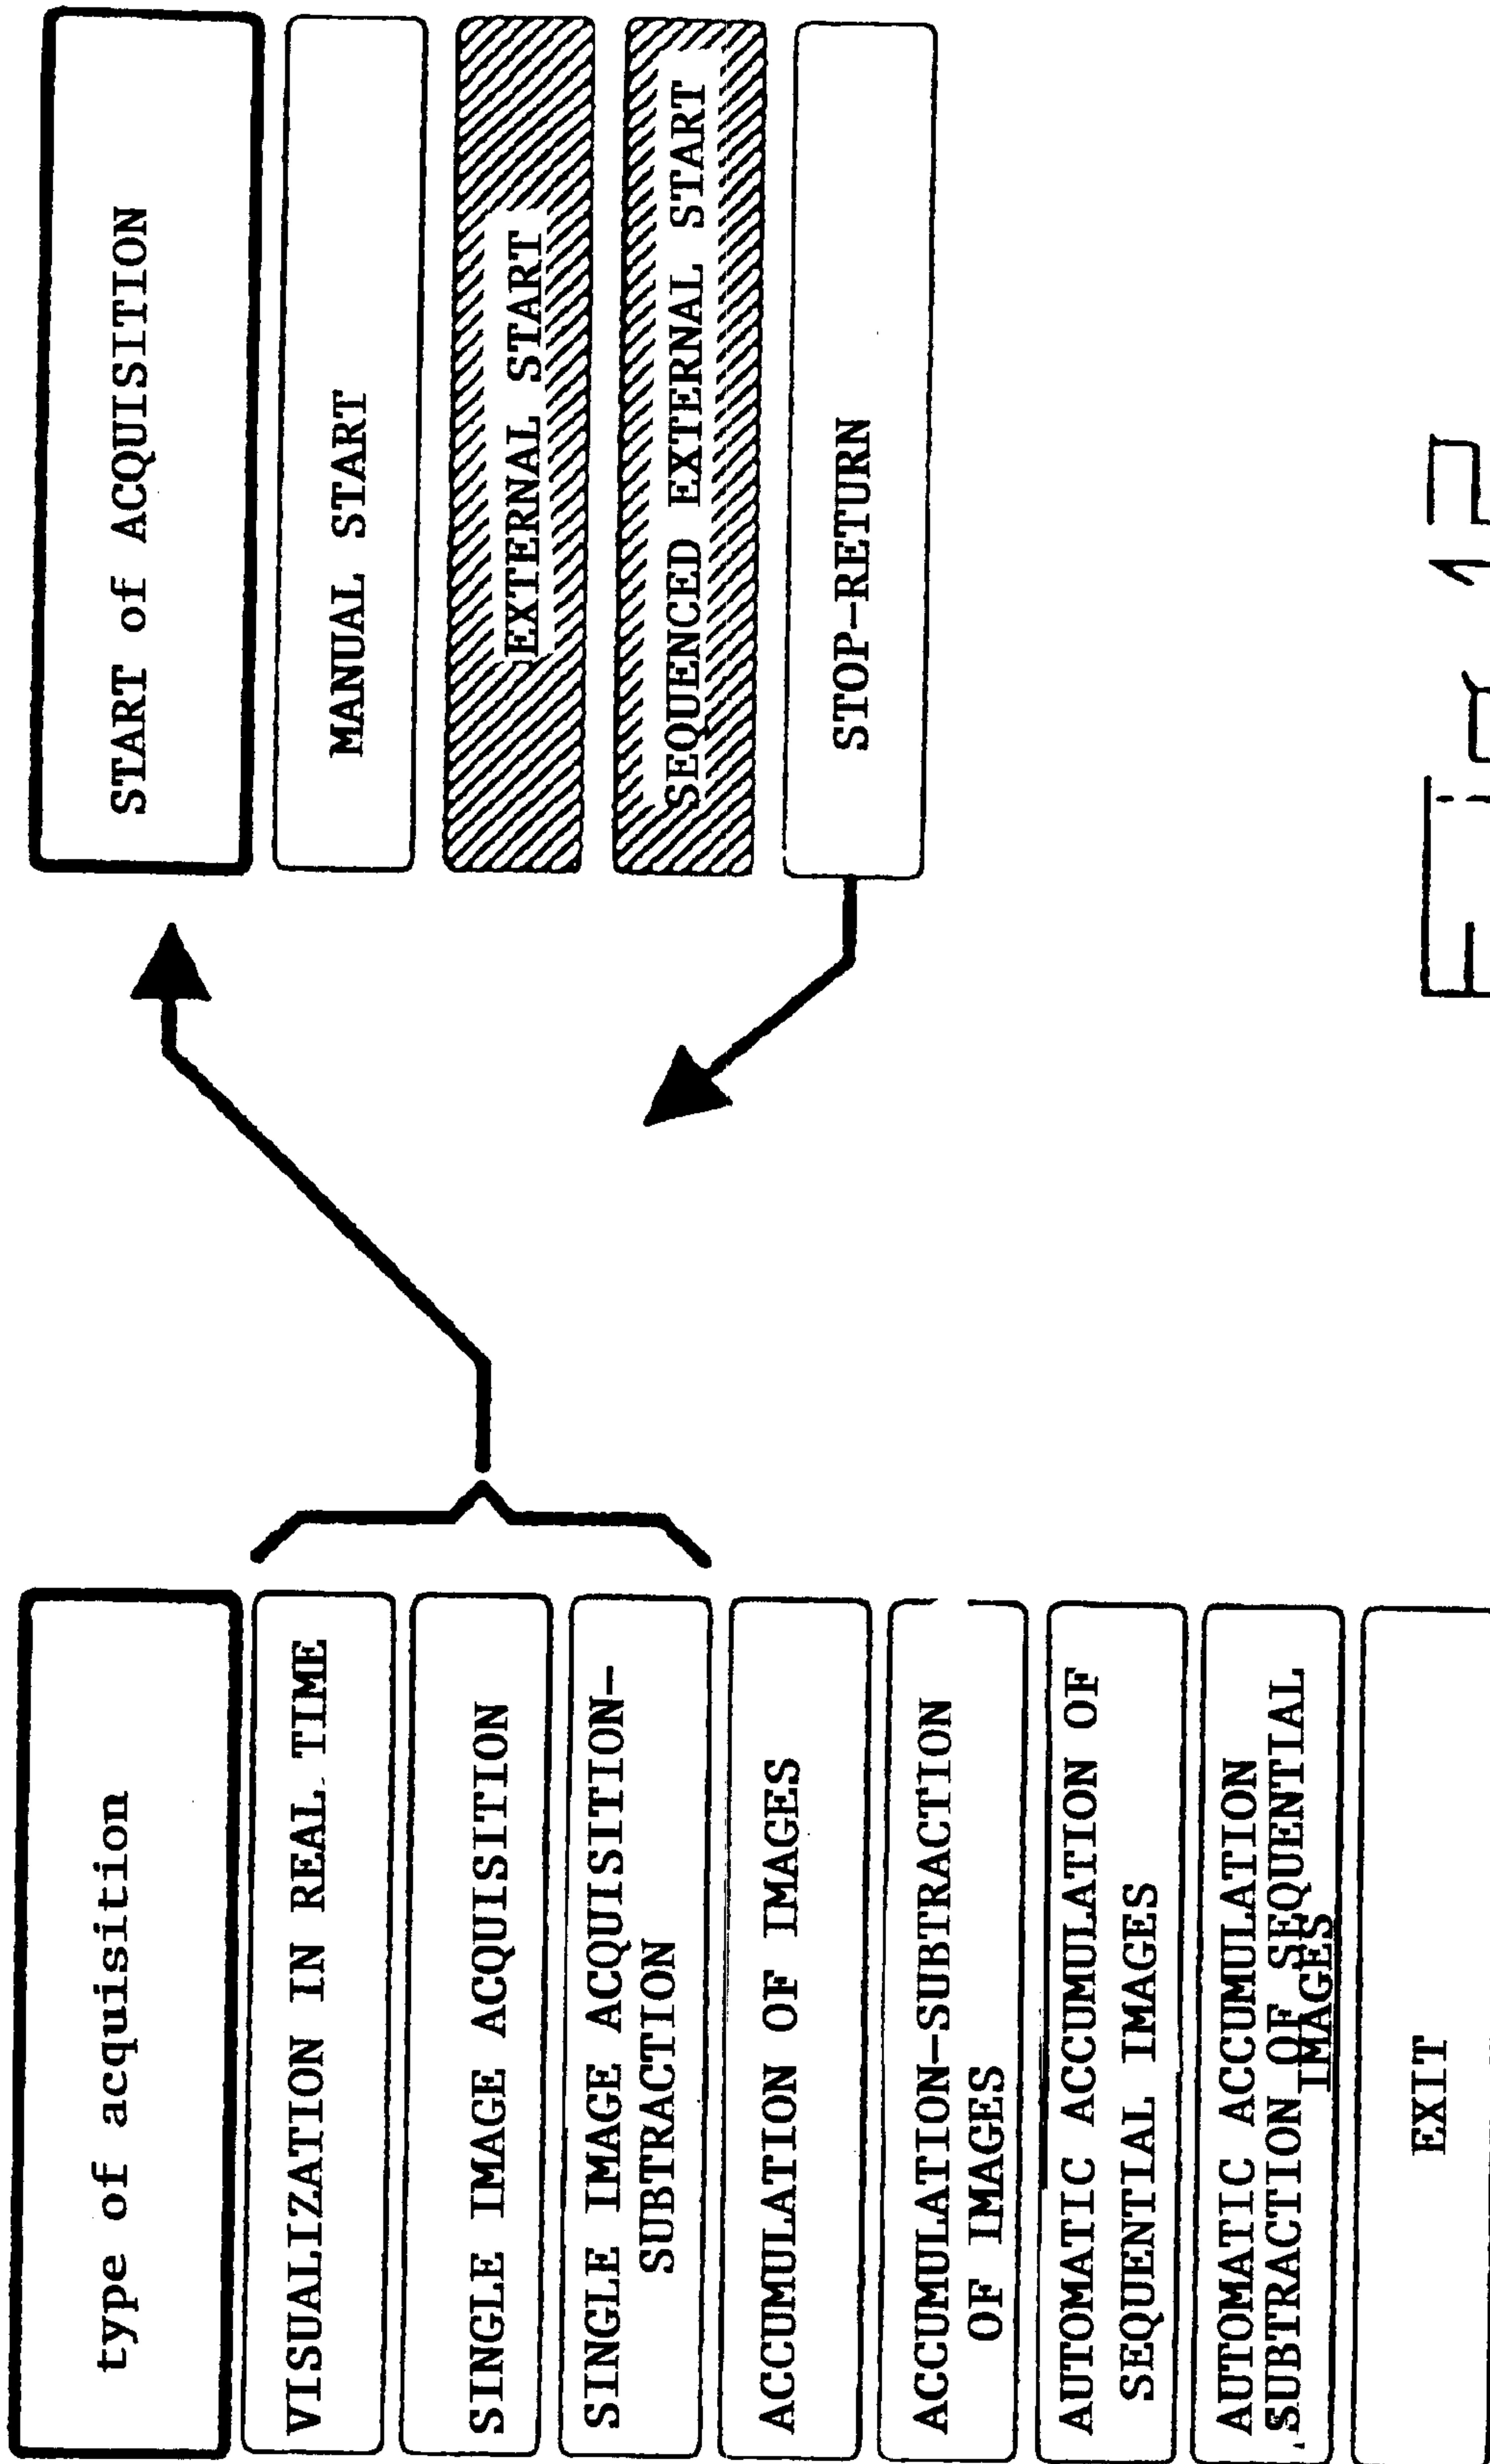 type of acquisition
VISUALIZATION IN REAL TIME
SINGLE IMAGE ACQUISITION
SINGLE IMAGE ACQUISITION-
SUBTRACTION
ACCUMULATION OF IMAGES
ACCUMULATION-SUBTRACTION
OF IMAGES
AUTOMATIC ACCUMULATION OF
SEQUENTIAL IMAGES
AUTOMATIC ACCUMULATION
SUBTRACTION OF SEQUENTIAL
IMAGES
EXIT
START of ACQUISITION
MANUAL START
EXTERNAL START
SEQUENCED EXTERNAL START
STOP-RETURN